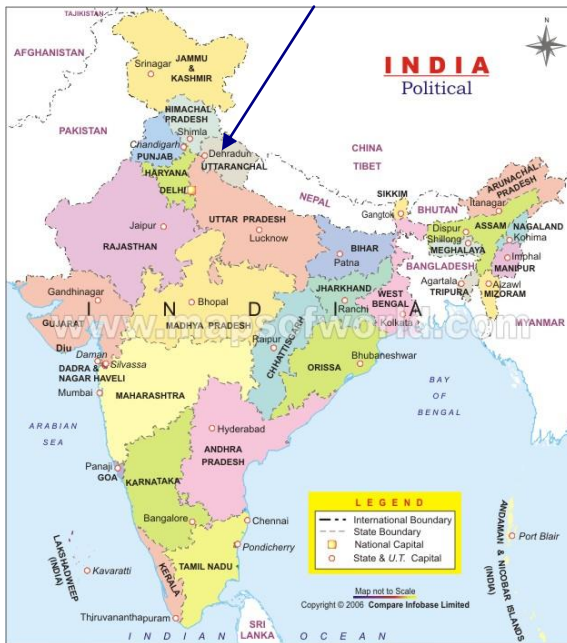 TAJIKISTAN
AFGHANISTAN
JAMMU
&
KASHMIR
Srinagar
INDIA
Political
N
HIMACHAL
PRADESH
Shimla
PAKISTAN
Chandigarh
PUNJAB
Dehradun
UTTARANCHAL
CHINA
TIBET
HARYANA
DELHI
NEPAL
SIKKIM
Gangtok
BHUTAN
ARUNACHAL
PRADESH
Itanagar
Jaipur
RAJASTHAN
UTTAR PRADESH
Lucknow
BIHAR
Patna
Dispur
ASSAM
NAGALAND
Shillong
MEGHALAYA
Kohima
Imphal
MANIPUR
BANGLADESH
Agartala
TRIPURA
Aizawl
MIZORAM
MYANMAR
Gandhinagar
GUJARAT
I N D I A
Bhopal
MADHYA PRADESH
JHARKHAND
Ranchi
WEST
BENGAL
Kolkata
www.mapsofworld.com
Diu
Daman
Silvassa
DADRA &
NAGAR HAVELI
Raipur
CHHATTISGARH
ORISSA
Bhubaneshwar
Mumbai
MAHARASHTRA
BAY
OF
BENGAL
ARABIAN
SEA
Hyderabad
ANDHRA
PRADESH
Panaji
GOA
KARNATAKA
Bangalore
Chennai
Pondicherry
LAKSHADWEEP
(INDIA)
Kavaratti
KERALA
TAMIL NADU
Thiruvananthapuram
SRI
LANKA
INDIAN OCEAN
LEGEND
International Boundary
State Boundary
National Capital
State & U.T. Capital
Map not to Scale
Copyright © 2006 Compare Infobase Limited
ANDAMAN & NICOBAR ISLANDS
(INDIA)
Port Blair